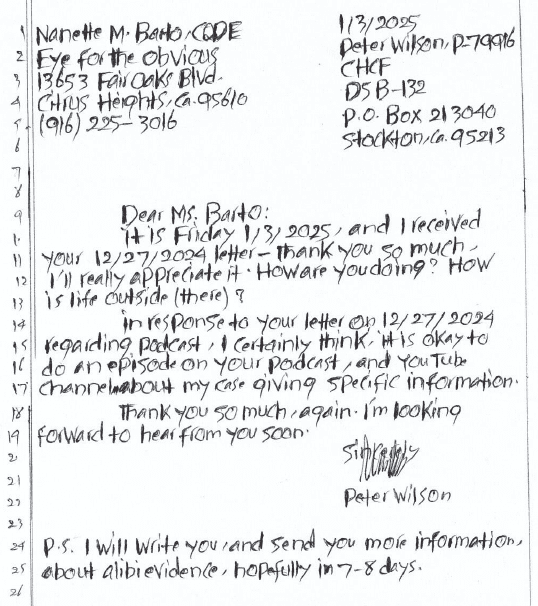 1 Nanette M. Barto, CODE
2 Eye for the Obvious
3 13653 Fair Oaks Blvd.
4 Citrus Heights, Ca. 95610
5. (916) 225-3016
6
1/3/2025
Peter Wilson, P-79916
CHCF
D5B-132
P.O. Box 213040
Stockton, Ca. 95213
7
8
9 Dear Ms. Barto:
1. It is Friday 1/3/2025, and I received
11 your 12/27/2024 letter- Thank you so much,
12 I'll really appreciate it. How are you doing? How
13 is life outside (there)?
14 In response to your letter on 12/27/2024
15 regarding podcast, I certainly think, it is okay to
16 do an episode on your podcast, and YouTube
17 channel about my case giving specific information.
18 Thank you so much, again. I'm looking
19 forward to hear from you soon.
2 Sincerely
21
22 Peter Wilson
23
24 P.S. I will write you, and send you more information,
25 about alibi evidence, hopefully in 7-8 days.
26